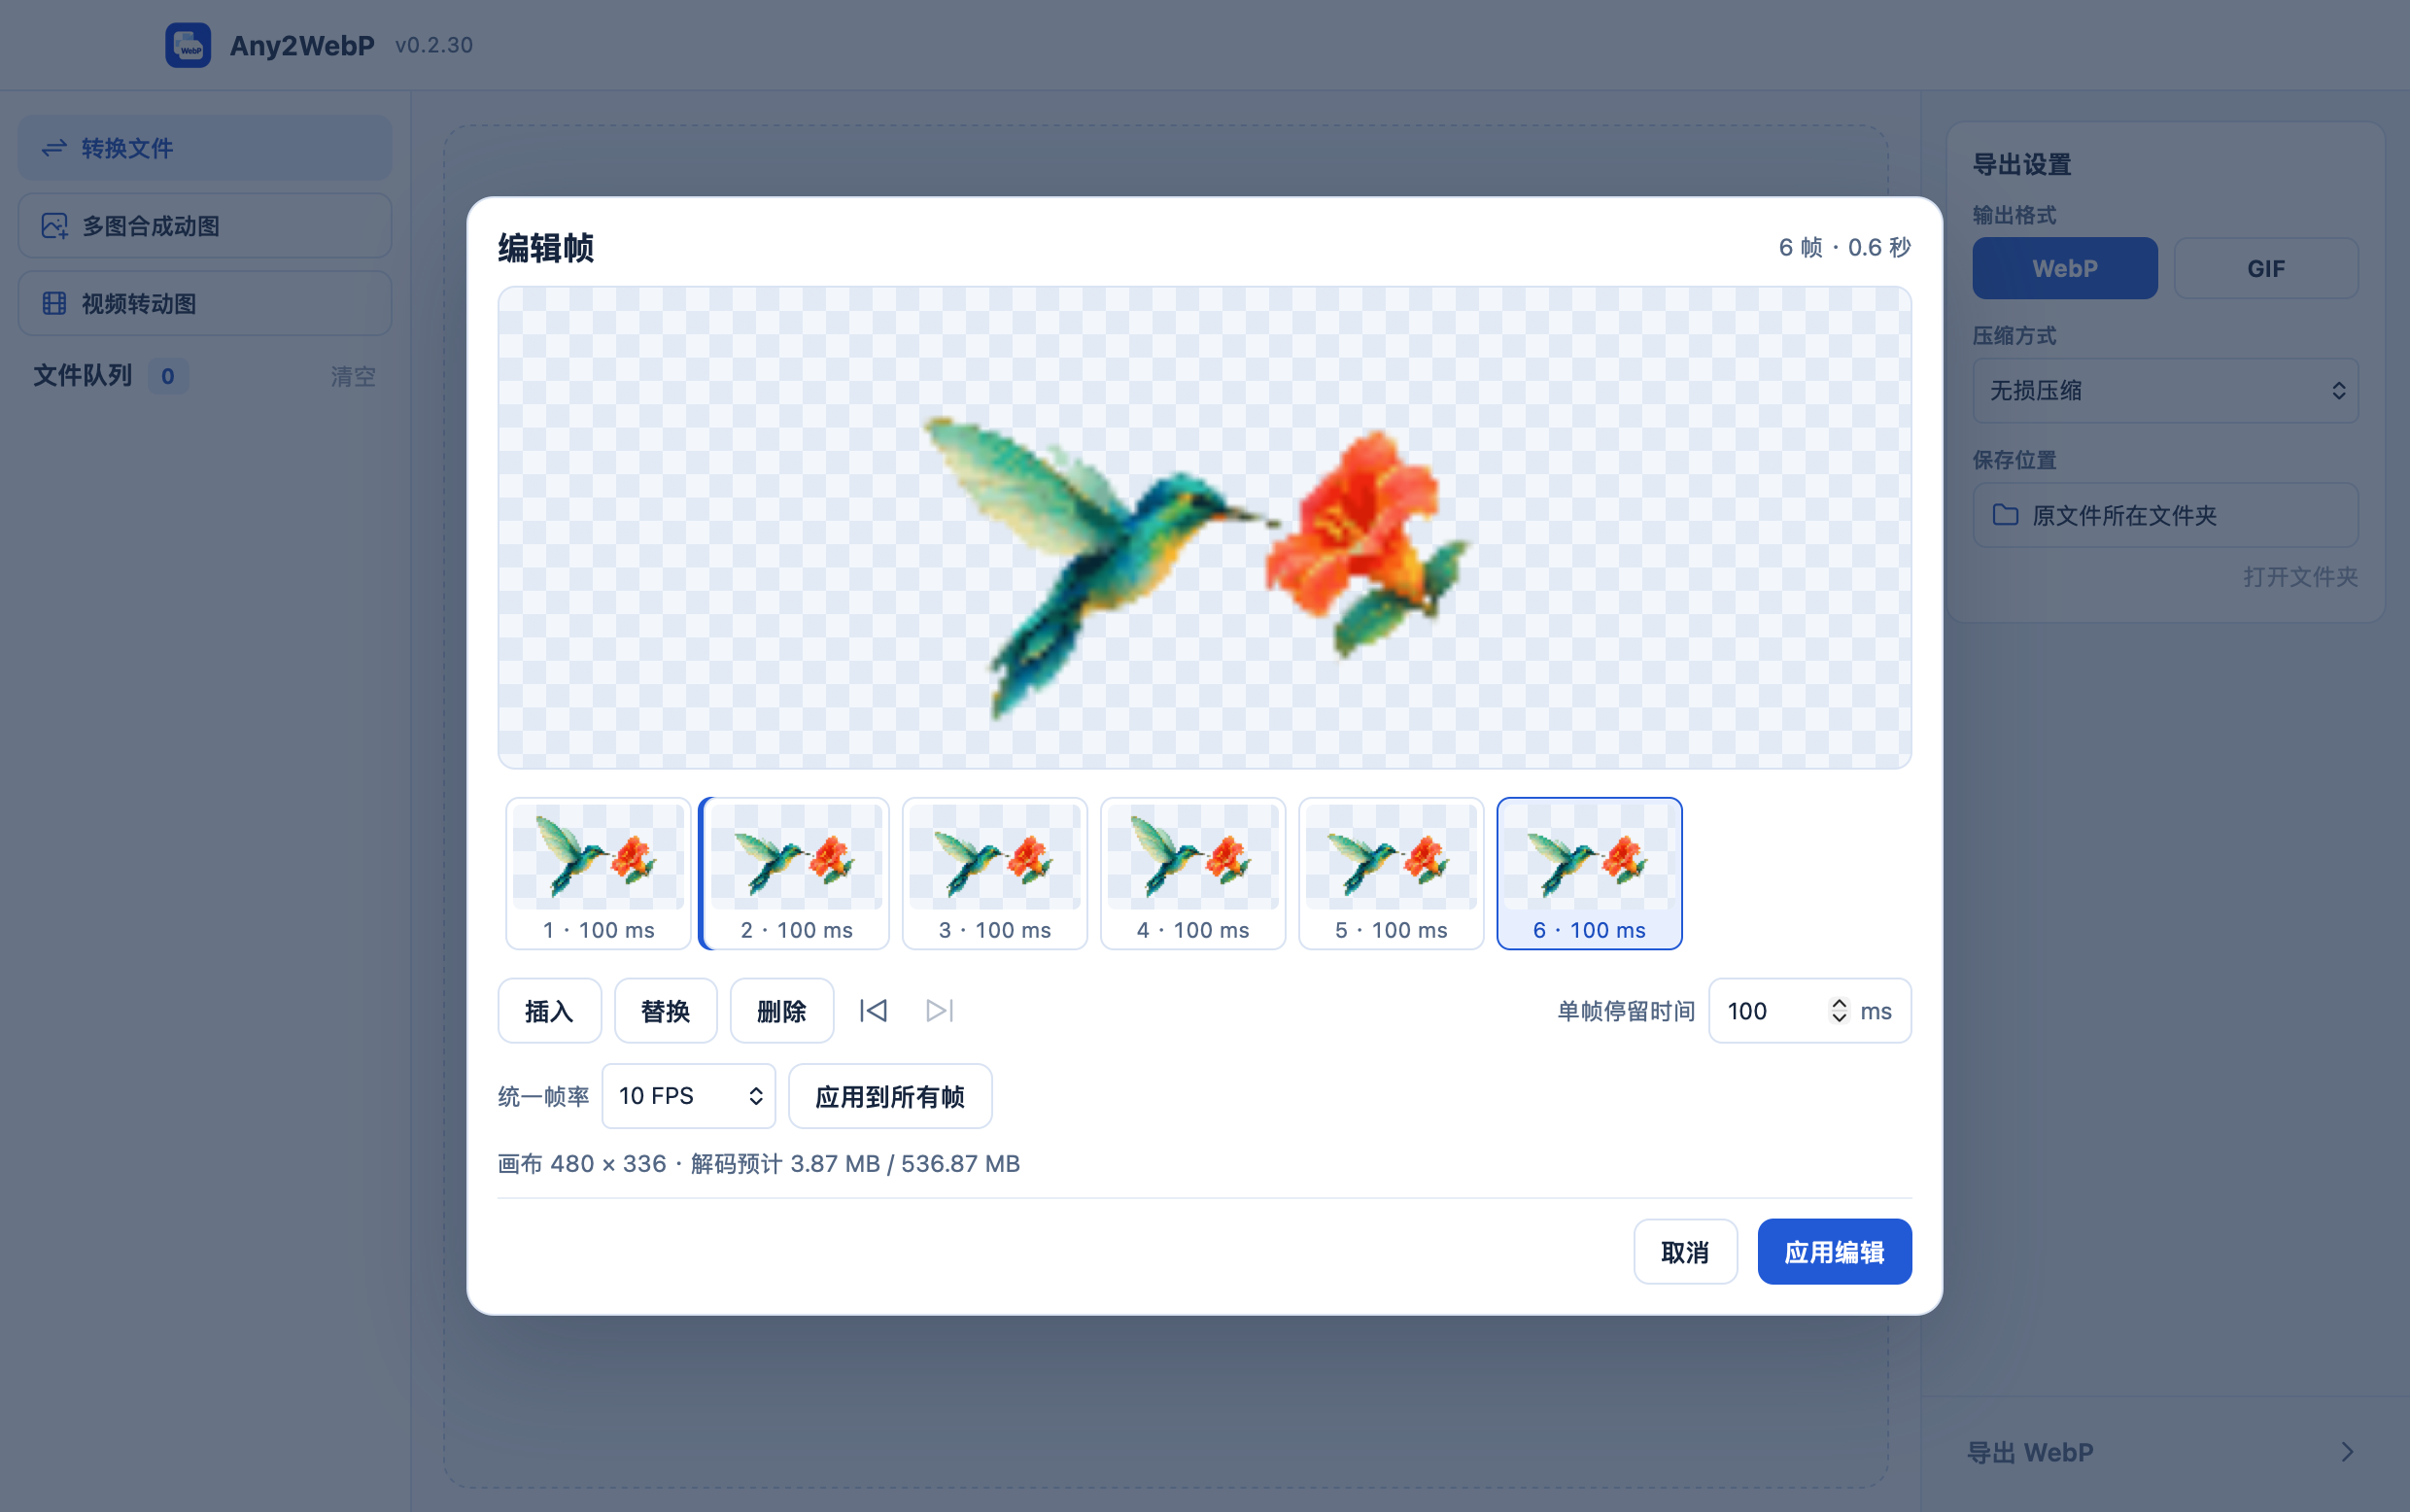 WebP
Any2WebP v0.2.30
转换文件
多图合成动图
视频转动图
文件队列 0 清空
编辑帧
6 帧 · 0.6 秒
1 · 100 ms
2 · 100 ms
3 · 100 ms
4 · 100 ms
5 · 100 ms
6 · 100 ms
插入 替换 删除
单帧停留时间 100 ms
统一帧率 10 FPS 应用到所有帧
画布 480 × 336 · 解码预计 3.87 MB / 536.87 MB
取消 应用编辑
导出设置
输出格式
WebP GIF
压缩方式
无损压缩
保存位置
原文件所在文件夹
打开文件夹
导出 WebP